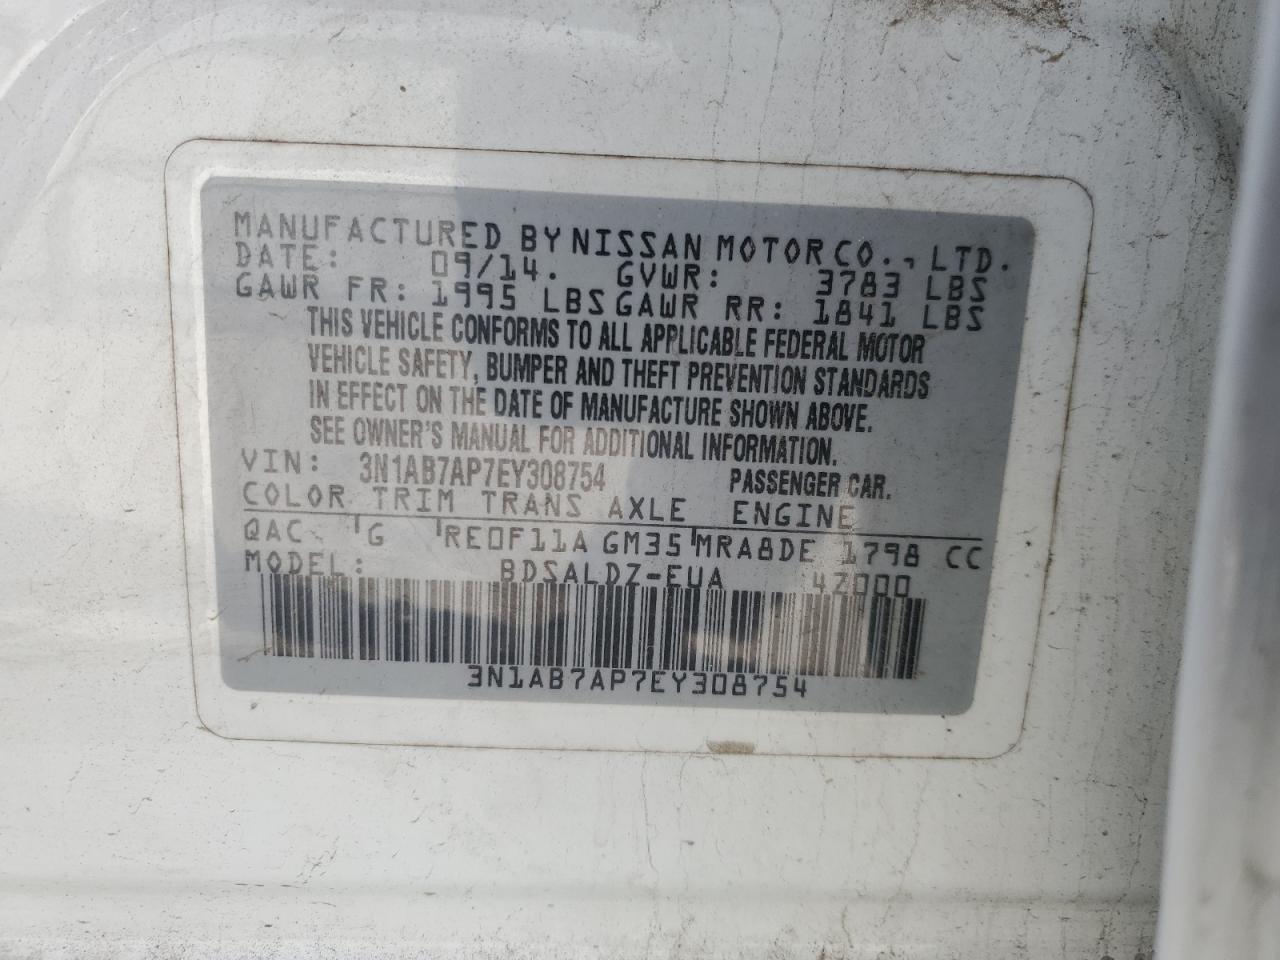 MANUFACTURED BY NISSAN MOTOR CO., LTD.
DATE: 09/14. GVWR: 3783 LBS
GAWR FR: 1995 LBS GAWR RR: 1841 LBS
THIS VEHICLE CONFORMS TO ALL APPLICABLE FEDERAL MOTOR
VEHICLE SAFETY, BUMPER AND THEFT PREVENTION STANDARDS
IN EFFECT ON THE DATE OF MANUFACTURE SHOWN ABOVE.
SEE OWNER'S MANUAL FOR ADDITIONAL INFORMATION.
VIN: 3N1AB7AP7EY308754 PASSENGER CAR.
COLOR TRIM TRANS AXLE ENGINE
QAC G RE0F11A GM35 MRA8DE 1798 CC
MODEL: BDSALDZ-EUA 4Z000
3N1AB7AP7EY308754